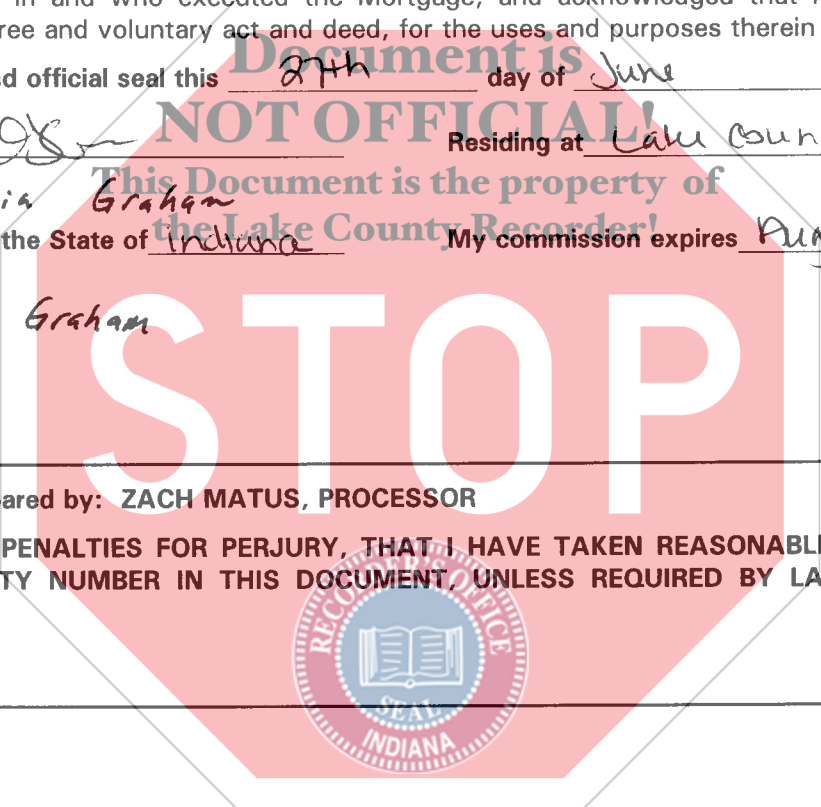 in and who executed the Mortgage, and acknowledged that
ree and voluntary act and deed, for the uses and purposes therein
Document is
d official seal this 27th day of June
NOT OFFICIAL!
Residing at Lake Coun
This Document is the property of
ia Graham
the Lake County Recorder!
the State of Indiana My commission expires Aug
Graham
STOP
ared by: ZACH MATUS, PROCESSOR
PENALTIES FOR PERJURY, THAT I HAVE TAKEN REASONABL
TY NUMBER IN THIS DOCUMENT, UNLESS REQUIRED BY LA
RECORDER'S OFFICE
SEAL
INDIANA